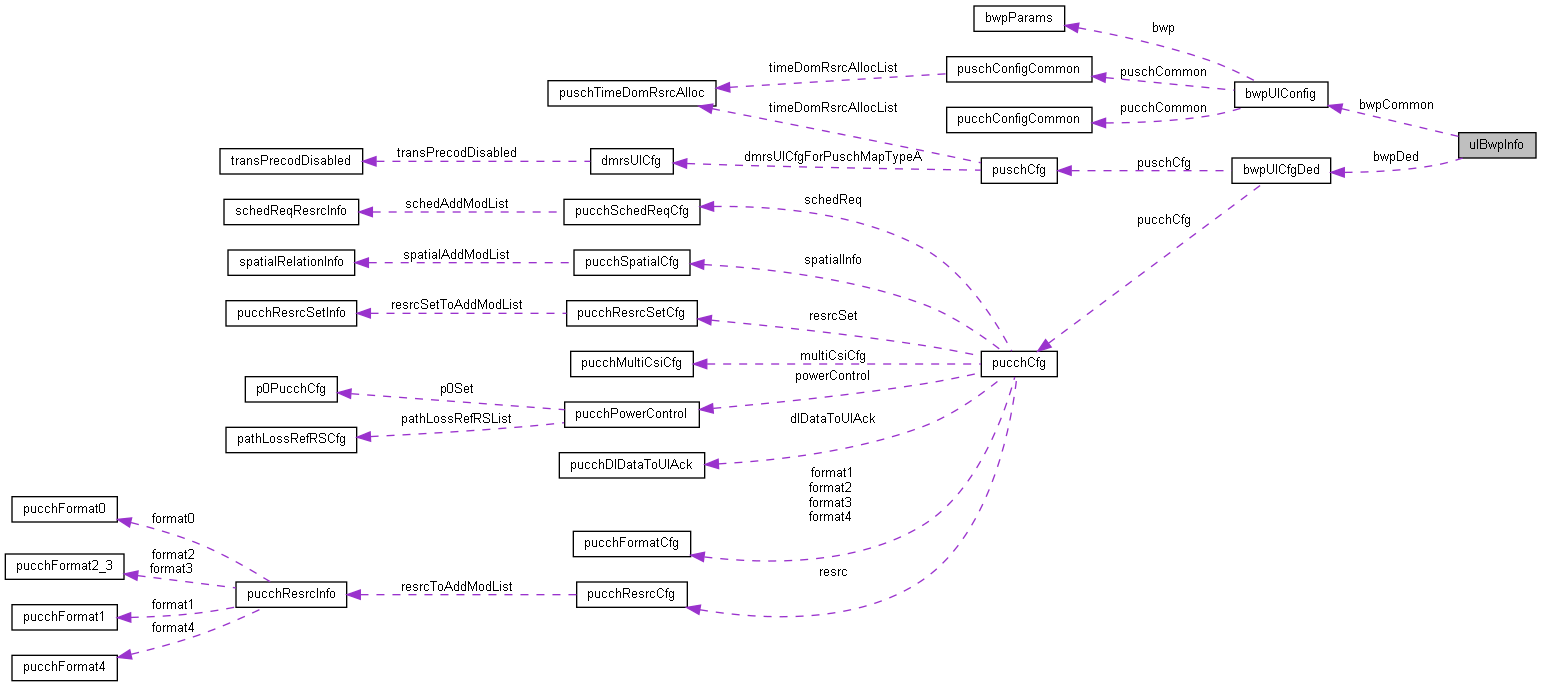 bwpParams
bwp
timeDomRsrcAllocList
puschConfigCommon
puschCommon
puschTimeDomRsrcAlloc
bwpUlConfig
bwpCommon
timeDomRsrcAllocList
pucchConfigCommon
pucchCommon
ulBwpInfo
transPrecodDisabled
transPrecodDisabled
dmrsUlCfg
dmrsUlCfgForPuschMapTypeA
puschCfg
puschCfg
bwpUlCfgDed
bwpDed
schedReqResrcInfo
schedAddModList
pucchSchedReqCfg
schedReq
pucchCfg
spatialRelationInfo
spatialAddModList
pucchSpatialCfg
spatialInfo
pucchResrcSetInfo
resrcSetToAddModList
pucchResrcSetCfg
resrcSet
pucchMultiCsiCfg
multiCsiCfg
pucchCfg
powerControl
p0PucchCfg
p0Set
pucchPowerControl
pathLossRefRSList
pathLossRefRSCfg
dlDataToUlAck
pucchDlDataToUlAck
format1
format2
format3
format4
pucchFormatCfg
pucchFormat0
format0
pucchFormat2_3
format2
format3
pucchResrcInfo
resrcToAddModList
pucchResrcCfg
resrc
pucchFormat1
format1
format4
pucchFormat4